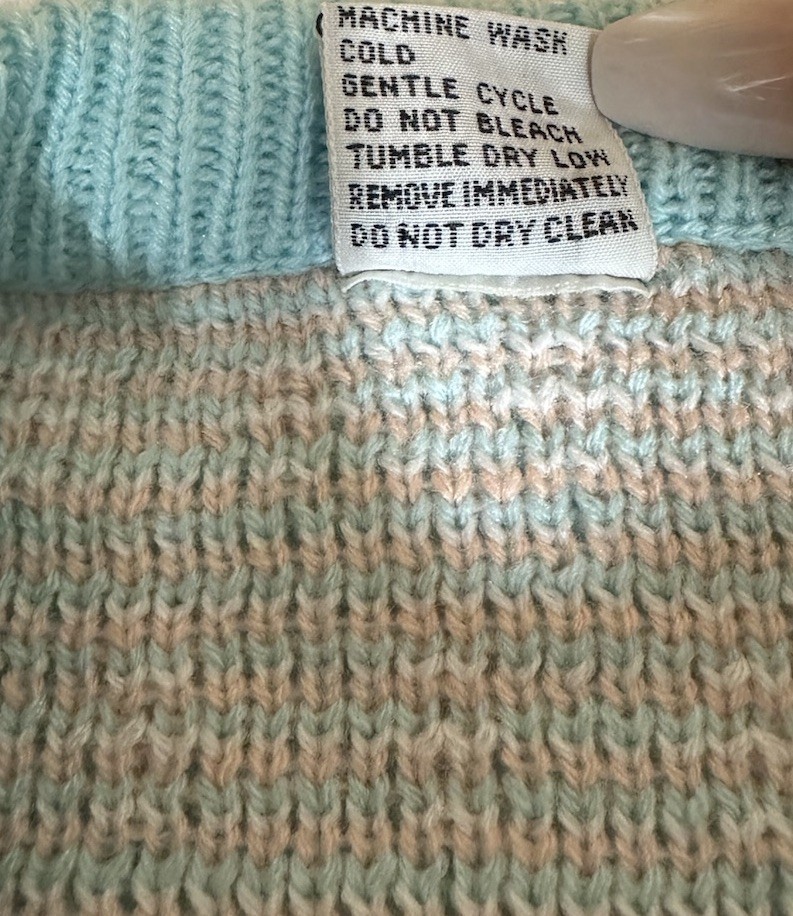 MACHINE WASH
COLD
GENTLE CYCLE
DO NOT BLEACH
TUMBLE DRY LOW
REMOVE IMMEDIATELY
DO NOT DRY CLEAN